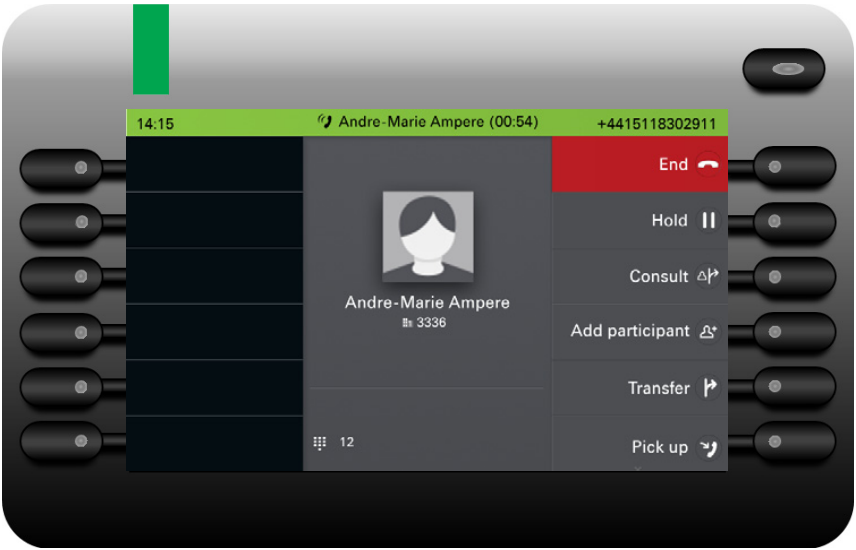 14:15 Andre-Marie Ampere (00:54) +4415118302911
End
Hold
Consult
Andre-Marie Ampere
3336
Add participant
Transfer
12
Pick up